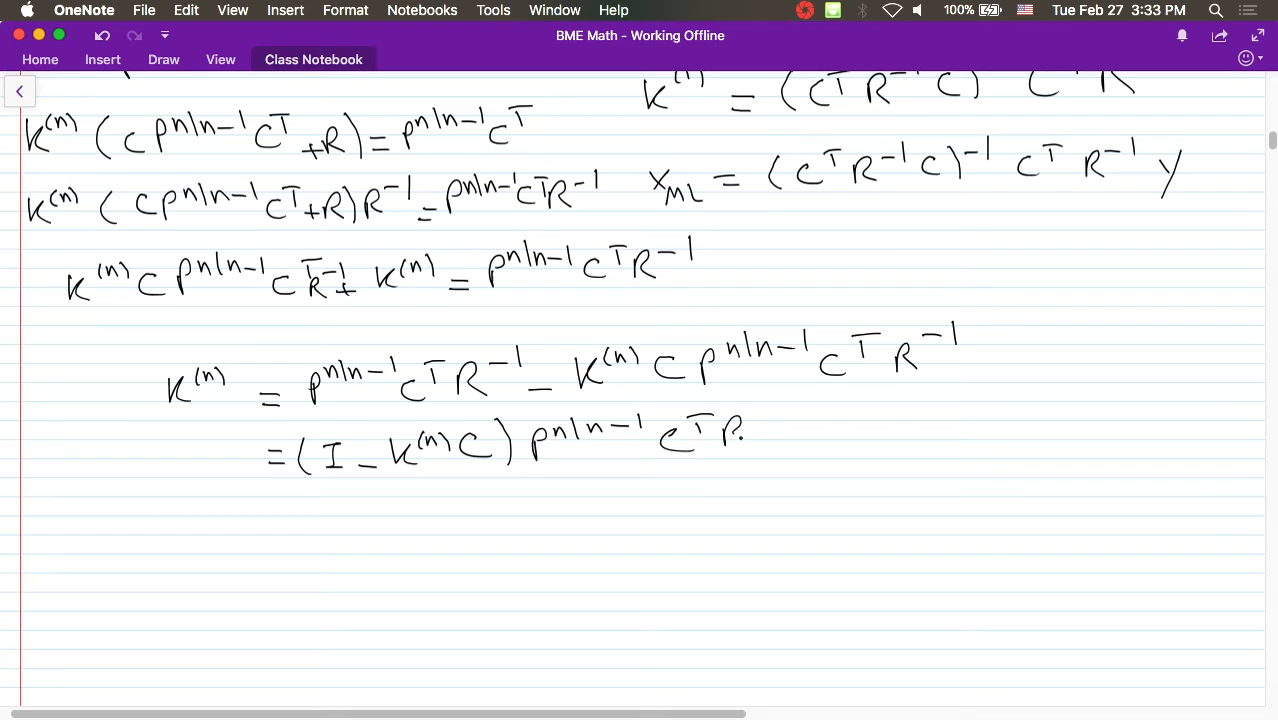 OneNote File Edit View Insert Format Notebooks Tools Window Help 100% Tue Feb 27 3:33 PM
BME Math - Working Offline
Home Insert Draw View Class Notebook
K^(n) = (C^T R^-1 C) C^T R
K^(n) (C P^n|n-1 C^T + R) = P^n|n-1 C^T
x_ML = (C^T R^-1 C)^-1 C^T R^-1 y
K^(n) (C P^n|n-1 C^T + R) R^-1 = P^n|n-1 C^T R^-1
K^(n) C P^n|n-1 C^T R^-1 + K^(n) = P^n|n-1 C^T R^-1
K^(n) = P^n|n-1 C^T R^-1 - K^(n) C P^n|n-1 C^T R^-1
= (I - K^(n) C) P^n|n-1 C^T R